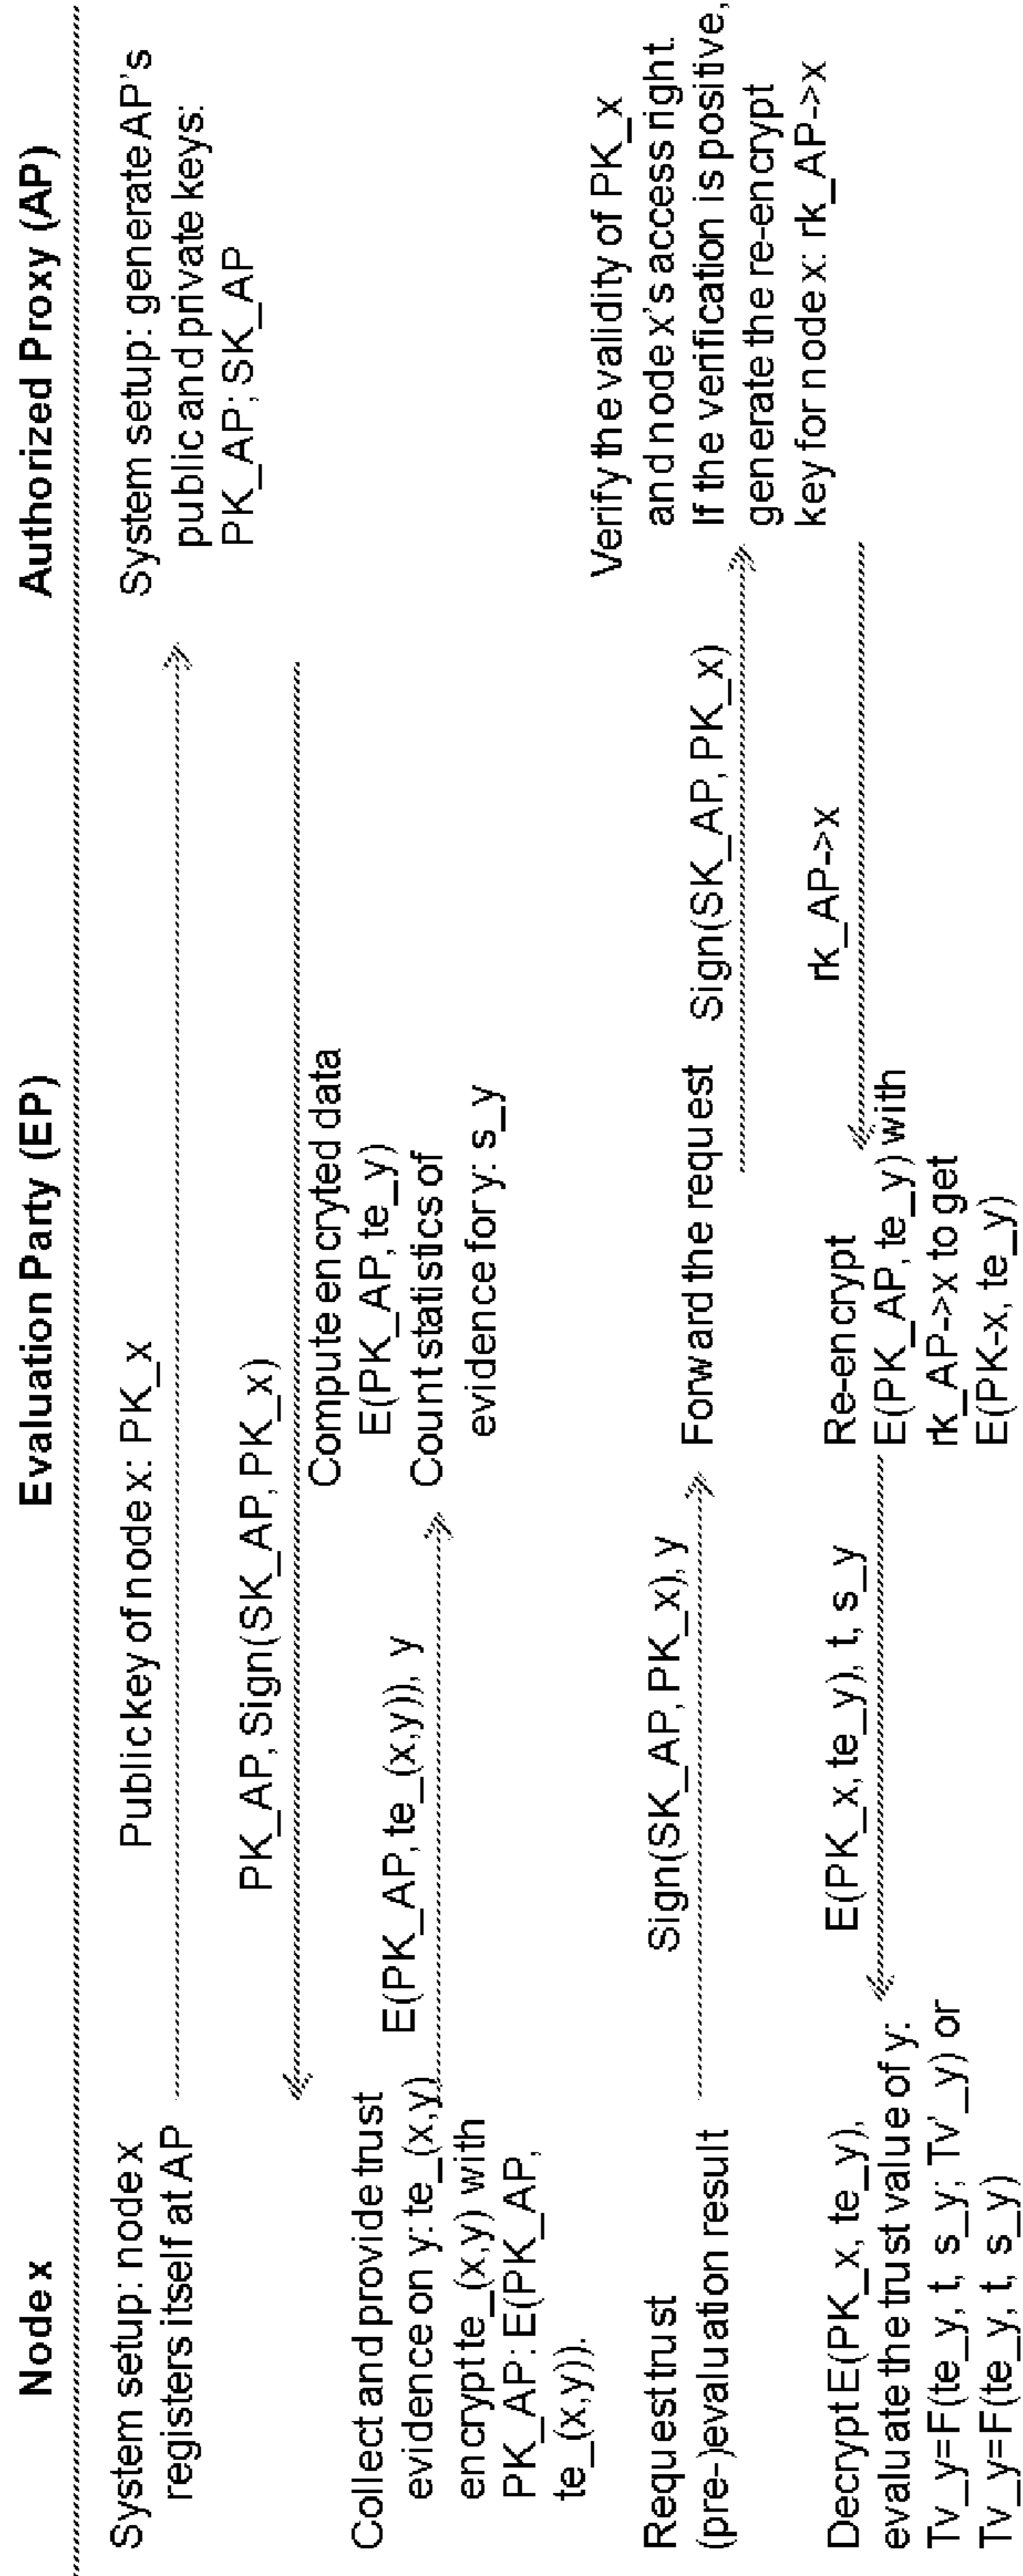 Node x
Evaluation Party (EP)
Authorized Proxy (AP)
System setup: node x
registers itself at AP
Public key of node x: PK_x
System setup: generate AP's
public and private keys:
PK_AP; SK_AP
PK_AP, Sign(SK_AP, PK_x)
Collect and provide trust
evidence on y: te_(x,y)
encrypt te_(x,y) with
PK_AP: E(PK_AP,
te_(x,y)).
E(PK_AP, te_(x,y)), y
Compute encryted data
E(PK_AP, te_y)
Count statistics of
evidence for y: s_y
Request trust
(pre-)evaluation result
Sign(SK_AP, PK_x), y
Forward the request
Sign(SK_AP, PK_x)
Verify the validity of PK_x
and node x's access right.
If the verification is positive,
generate the re-encrypt
key for node x: rk_AP->x
rk_AP->x
Re-encrypt
E(PK_AP, te_y) with
rk_AP->x to get
E(PK-x, te_y)
E(PK_x, te_y), t, s_y
Decrypt E(PK_x, te_y),
evaluate the trust value of y:
Tv_y=F(te_y, t, s_y; Tv'_y) or
Tv_y=F(te_y, t, s_y)